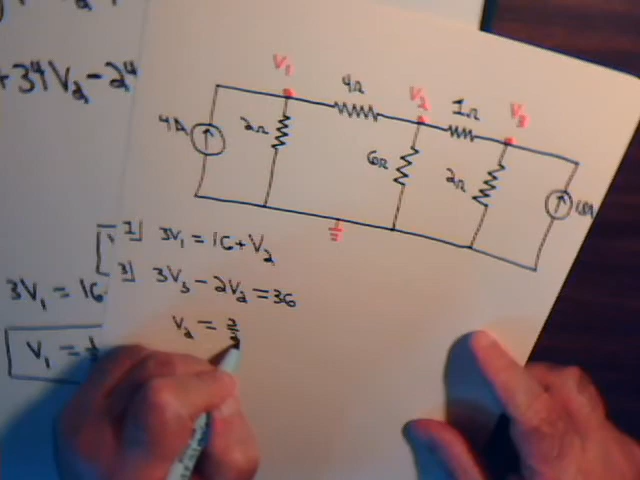 +34V₂-24
V₁
4Ω
V₂
1Ω
V₃
4A
2Ω
6Ω
2Ω
1] 3V₁ = 16 + V₂
3] 3V₃ - 2V₂ = 36
3V₁ = 16
V₂ =
V₁ =